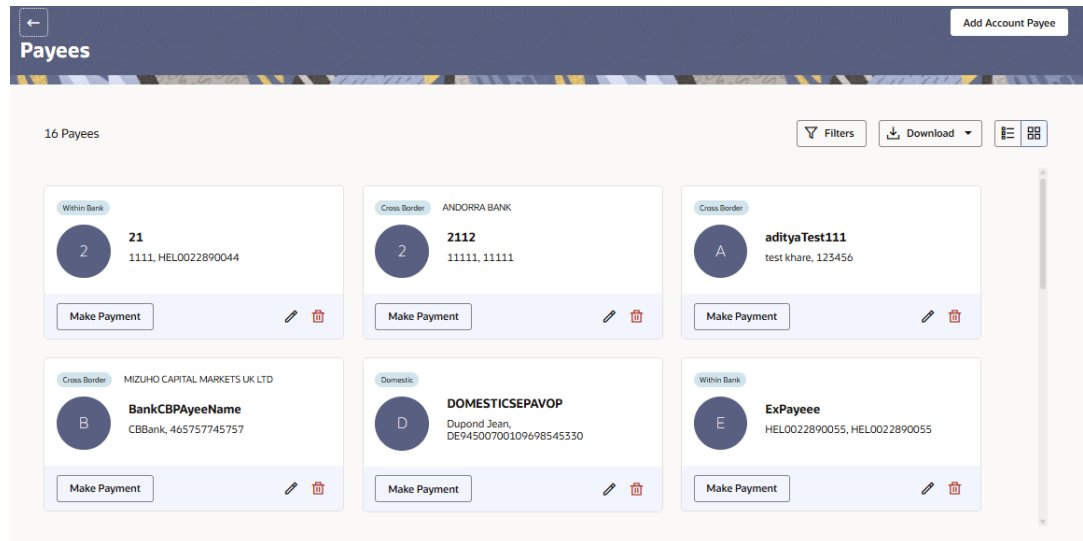 ←
Add Account Payee
Payees
16 Payees
Filters
Download
Within Bank
2
21
1111, HEL0022890044
Make Payment
Cross Border ANDORRA BANK
2
2112
11111, 11111
Make Payment
Cross Border
A
adityaTest111
test khare, 123456
Make Payment
Cross Border MIZUHO CAPITAL MARKETS UK LTD
B
BankCBPAyeeName
CBBank, 465757745757
Make Payment
Domestic
D
DOMESTICSEPAVOP
Dupond Jean,
DE94500700109698545330
Make Payment
Within Bank
E
ExPayeee
HEL0022890055, HEL0022890055
Make Payment